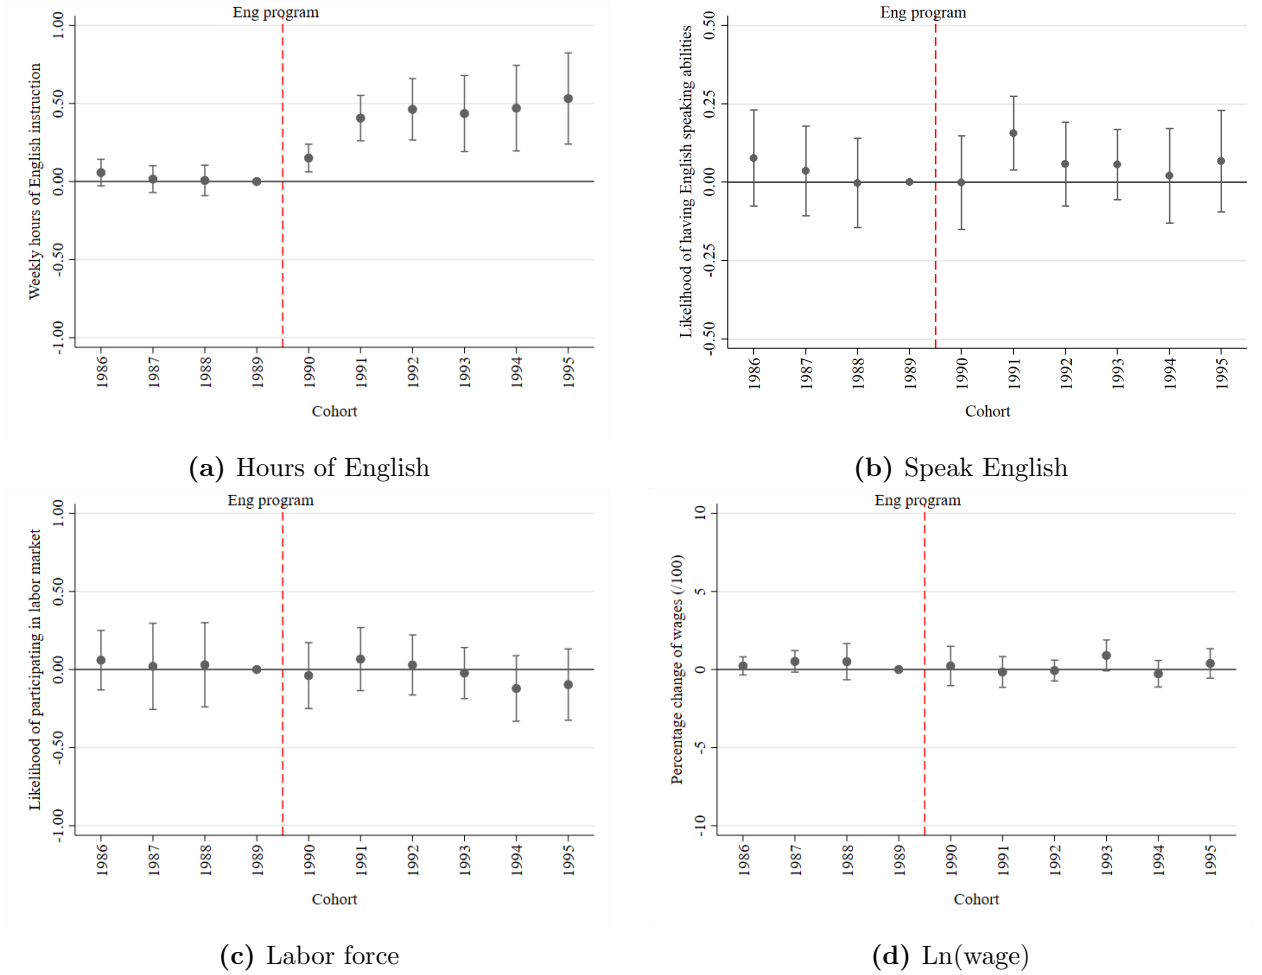 Eng program
Weekly hours of English instruction
1.00
0.50
0.00
-0.50
-1.00
1986 1987 1988 1989 1990 1991 1992 1993 1994 1995
Cohort
(a) Hours of English
Eng program
Likelihood of having English speaking abilities
0.50
0.25
0.00
-0.25
-0.50
1986 1987 1988 1989 1990 1991 1992 1993 1994 1995
Cohort
(b) Speak English
Eng program
Likelihood of participating in labor market
1.00
0.50
0.00
-0.50
-1.00
1986 1987 1988 1989 1990 1991 1992 1993 1994 1995
Cohort
(c) Labor force
Eng program
Percentage change of wages (/100)
10
5
0
-5
-10
1986 1987 1988 1989 1990 1991 1992 1993 1994 1995
Cohort
(d) Ln(wage)